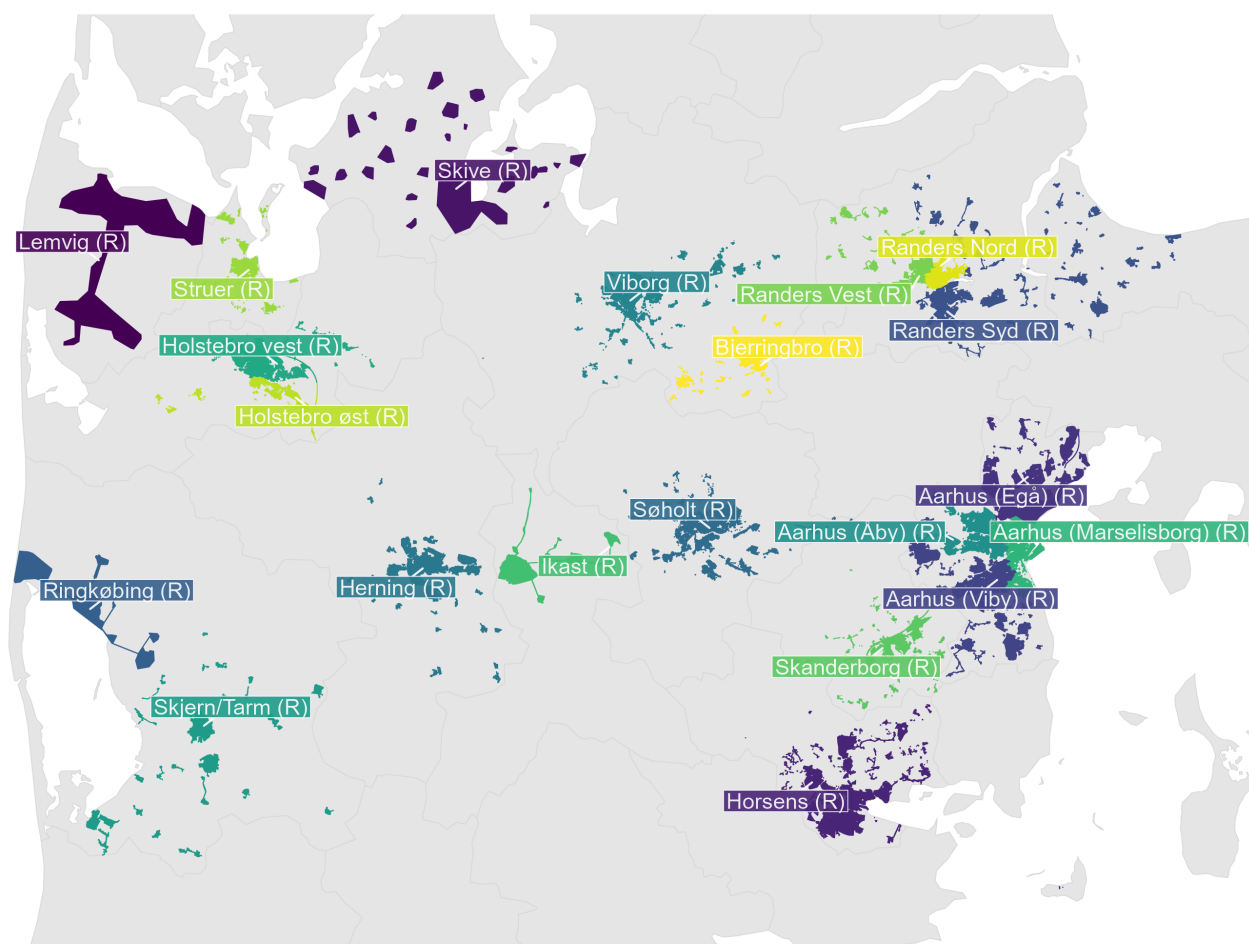 Skive (R)
Lemvig (R)
Randers Nord (R)
Struer (R)
Viborg (R)
Randers Vest (R)
Randers Syd (R)
Holstebro vest (R)
Bjerringbro (R)
Holstebro øst (R)
Aarhus (Egå) (R)
Søholt (R)
Aarhus (Åby) (R)
Aarhus (Marselisborg) (R)
Ikast (R)
Herning (R)
Ringkøbing (R)
Aarhus (Viby) (R)
Skanderborg (R)
Skjern/Tarm (R)
Horsens (R)